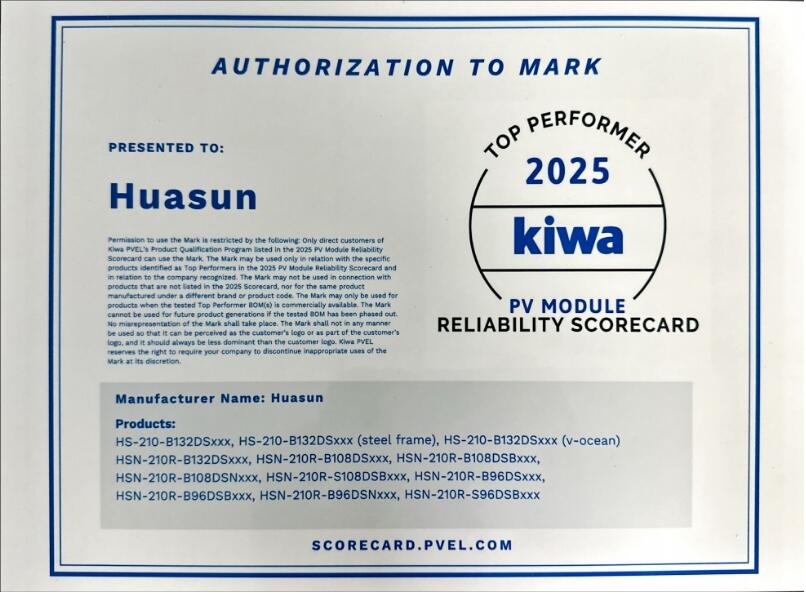 AUTHORIZATION TO MARK
PRESENTED TO:
Huasun
Permission to use the Mark is restricted by the following: Only direct customers of
Kiwa PVEL's Product Qualification Program listed in the 2025 PV Module Reliability
Scorecard can use the Mark. The Mark may be used only in relation with the specific
products identified as Top Performers in the 2025 PV Module Reliability Scorecard and
in relation to the company recognized. The Mark may not be used in connection with
products that are not listed in the 2025 Scorecard, nor for the same product
manufactured under a different brand or product code. The Mark may only be used for
products when the tested Top Performer BOM(s) is commercially available. The Mark
cannot be used for future product generations if the tested BOM has been phased out.
No misrepresentation of the Mark shall take place. The Mark shall not in any manner
be used so that it can be perceived as the customer's logo or as part of the customer's
logo, and it should always be less dominant than the customer logo. Kiwa PVEL
reserves the right to require your company to discontinue inappropriate uses of the
Mark at its discretion.
TOP PERFORMER
2025
kiwa
PV MODULE
RELIABILITY SCORECARD
Manufacturer Name: Huasun
Products:
HS-210-B132DSxxx, HS-210-B132DSxxx (steel frame), HS-210-B132DSxxx (v-ocean)
HSN-210R-B132DSxxx, HSN-210R-B108DSxxx, HSN-210R-B108DSBxxx,
HSN-210R-B108DSNxxx, HSN-210R-S108DSBxxx, HSN-210R-B96DSxxx,
HSN-210R-B96DSBxxx, HSN-210R-B96DSNxxx, HSN-210R-S96DSBxxx
SCORECARD.PVEL.COM